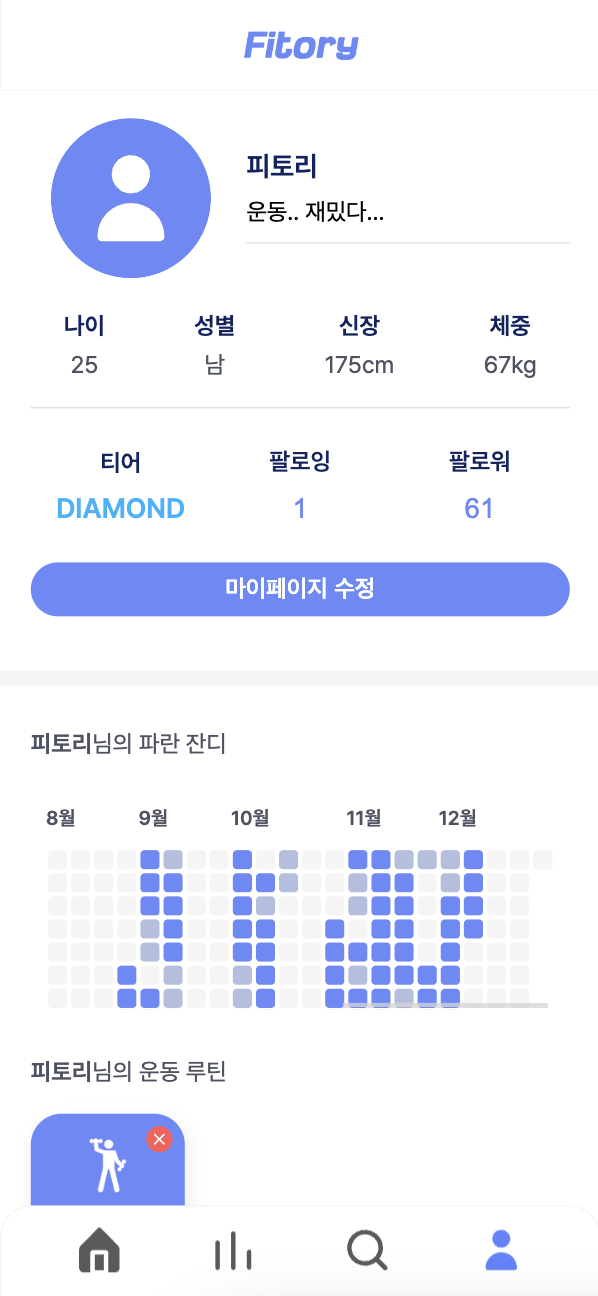 Fitory
피토리
운동.. 재밌다...
나이 성별 신장 체중
25 남 175cm 67kg
티어 팔로잉 팔로워
DIAMOND 1 61
마이페이지 수정
피토리님의 파란 잔디
8월 9월 10월 11월 12월
피토리님의 운동 루틴